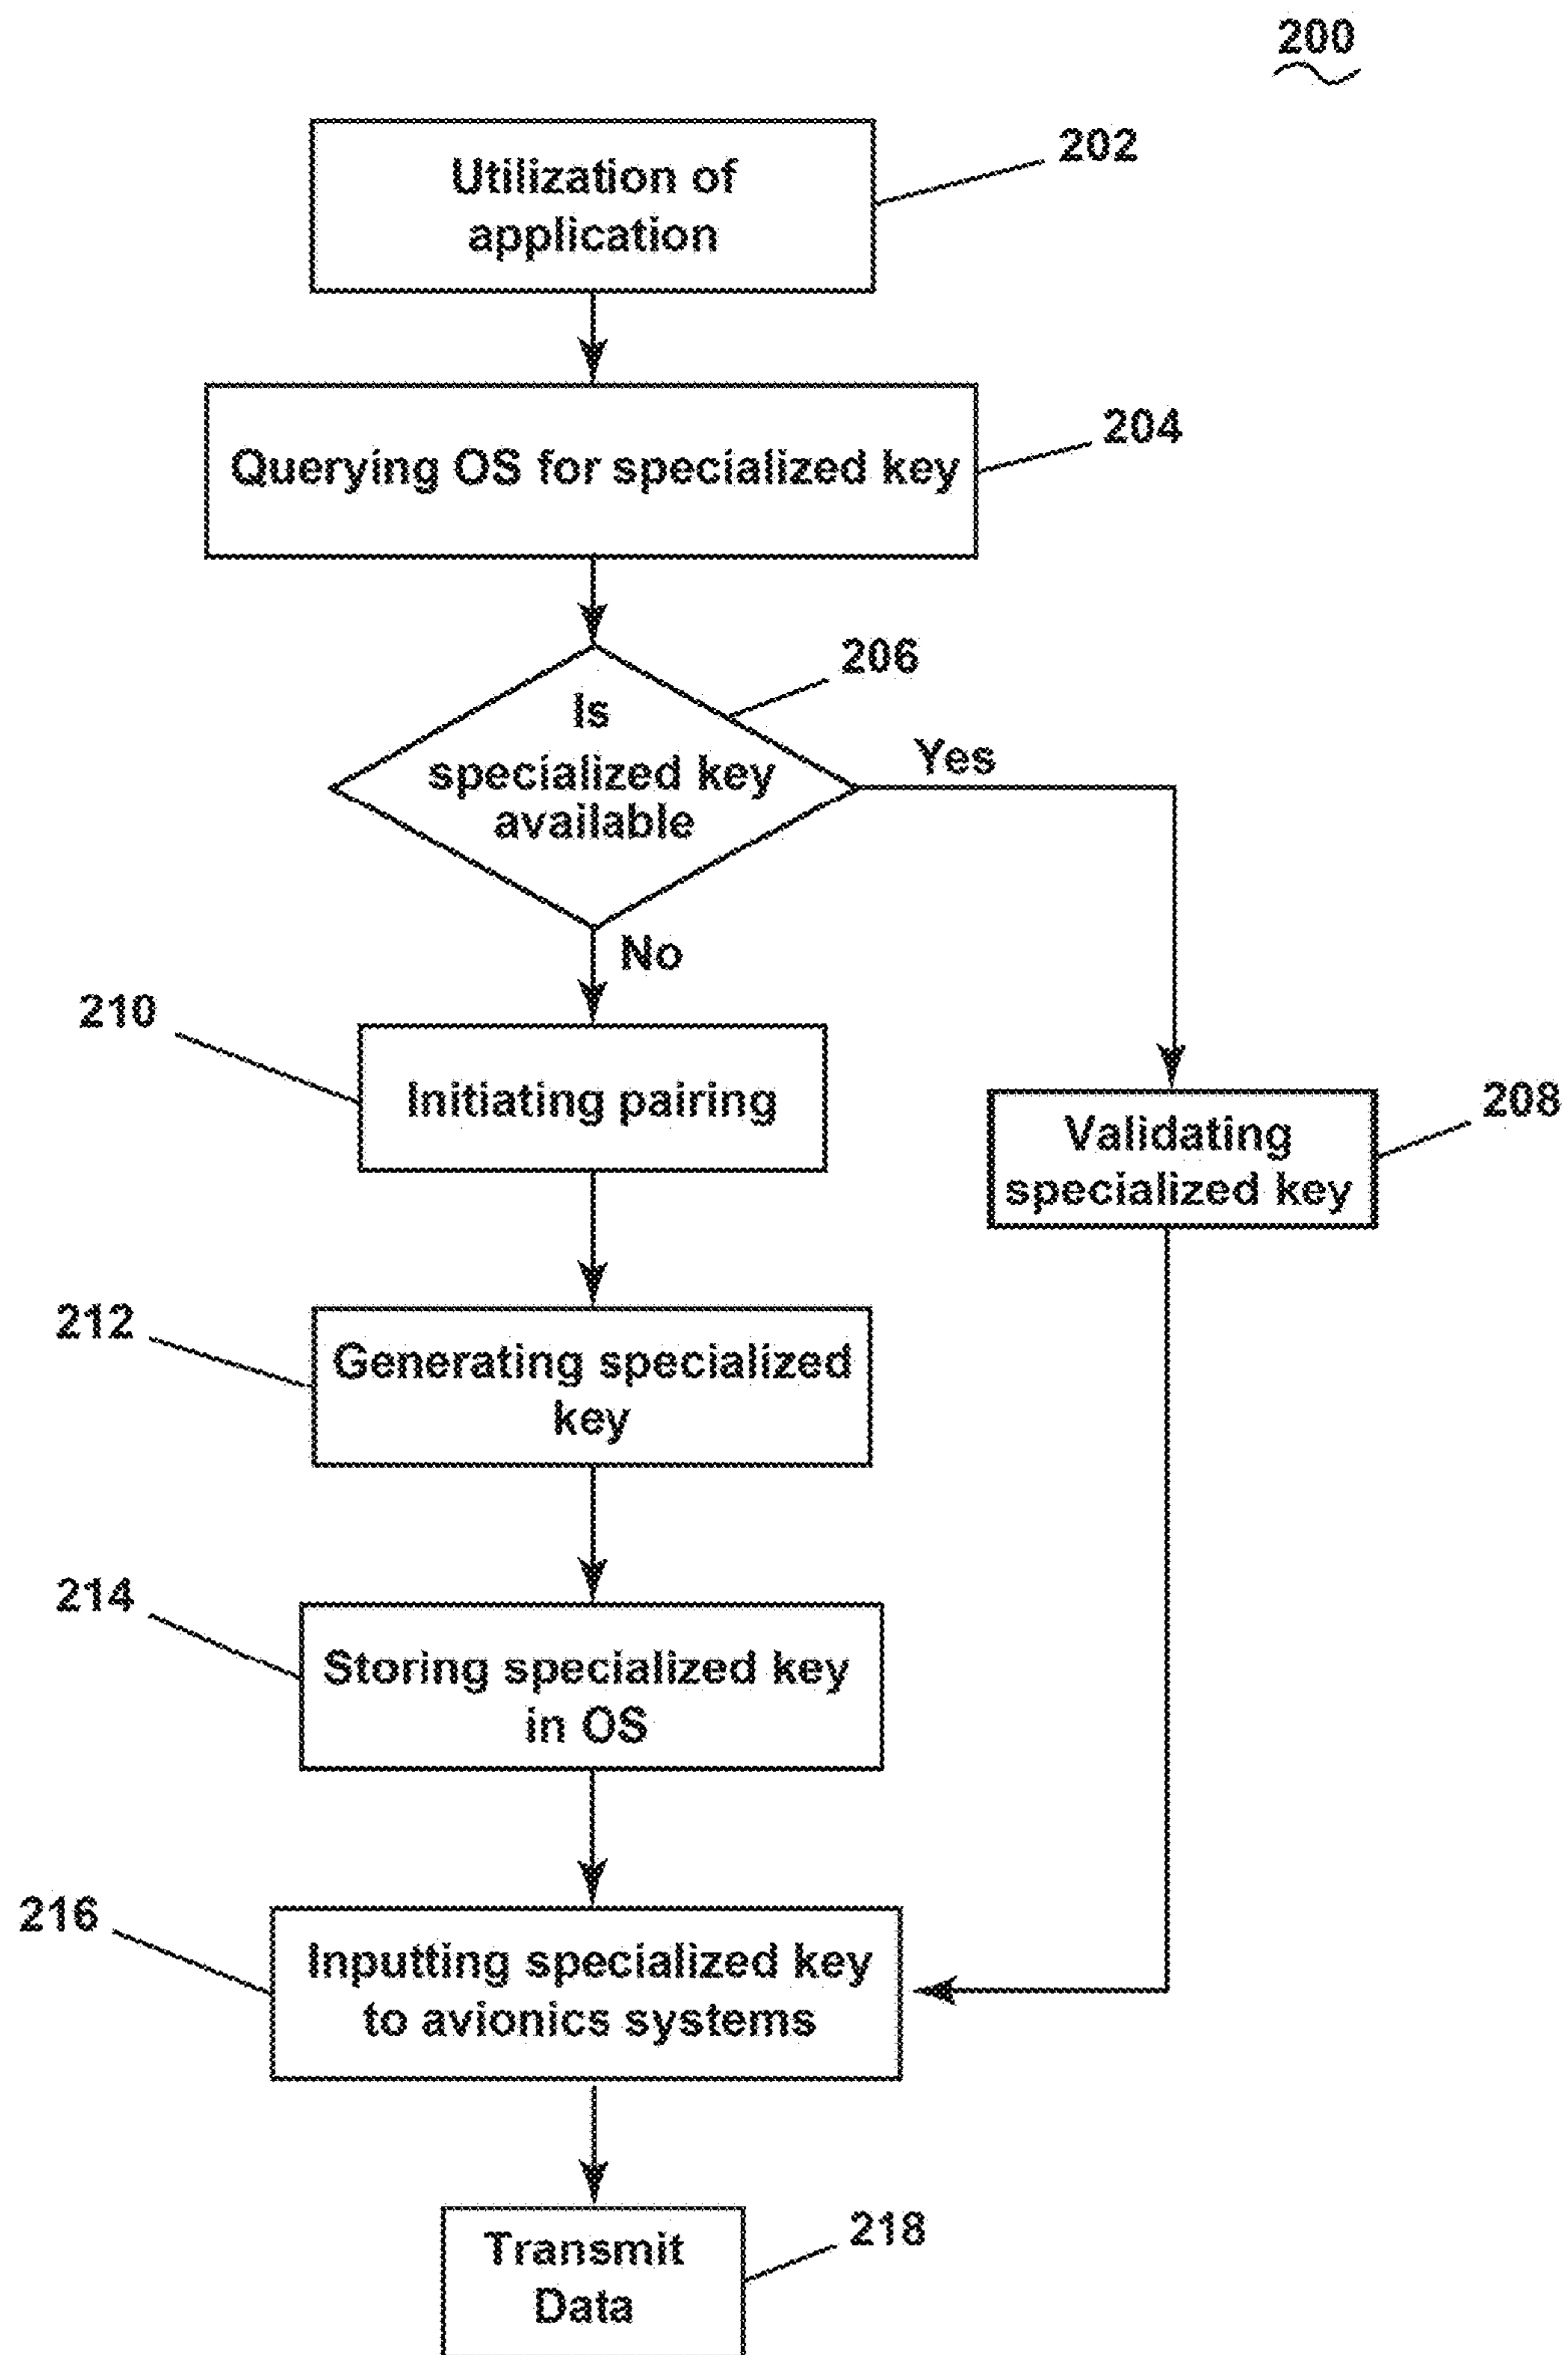 200
Utilization of
application
202
Querying OS for specialized key
204
206
Is
specialized key
available
Yes
No
210
Initiating pairing
Validating
specialized key
208
212
Generating specialized
key
214
Storing specialized key
in OS
216
Inputting specialized key
to avionics systems
Transmit
Data
218